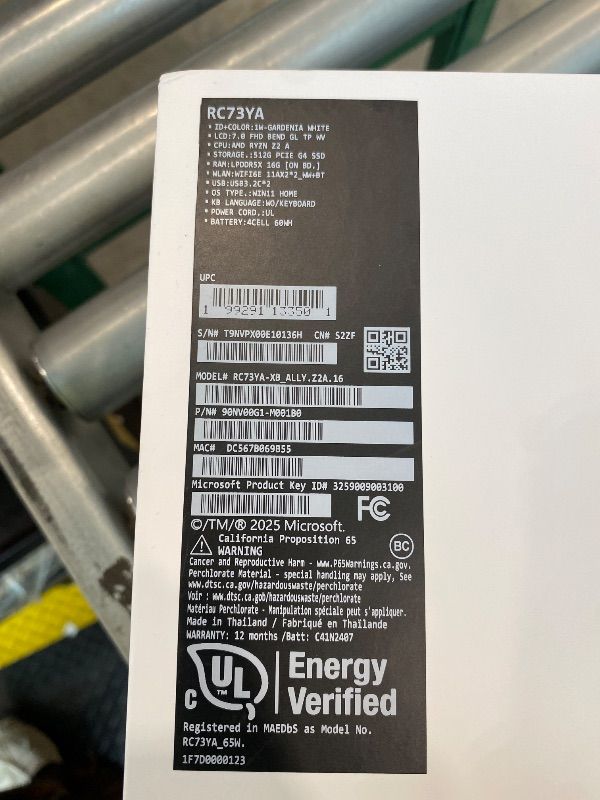 RC73YA
• ID+COLOR:1W-GARDENIA WHITE
• LCD:7.0 FHD BEND GL TP WV
• CPU:AMD RYZN Z2 A
• STORAGE.:512G PCIE G4 SSD
• RAM:LPDDR5X 16G [ON BD.]
• WLAN:WIFI6E 11AX2*2_WW+BT
• USB:USB3.2C*2
• OS TYPE.:WIN11 HOME
• KB LANGUAGE:WO/KEYBOARD
• POWER CORD.:UL
• BATTERY:4CELL 60WH
UPC
1 99291 13350 1
S/N# T9NVPX00E10136H CN# S2ZF
MODEL# RC73YA-XB_ALLY.Z2A.16
P/N# 90NV00G1-M001B0
MAC# DC567B069B55
Microsoft Product Key ID# 3259009003100
FC
©/TM/® 2025 Microsoft.
California Proposition 65
WARNING
BC
Cancer and Reproductive Harm - www.P65Warnings.ca.gov.
Perchlorate Material - special handling may apply, See
www.dtsc.ca.gov/hazardouswaste/perchlorate
Voir : www.dtsc.ca.gov/hazardouswaste/perchlorate
Matériau Perchlorate - Manipulation spéciale peut s'appliquer.
Made in Thailand / Fabriqué en Thaïlande
WARRANTY: 12 months /Batt: C41N2407
C UL ™ Energy
Verified
Registered in MAEDbS as Model No.
RC73YA_65W.
1F7D0000123